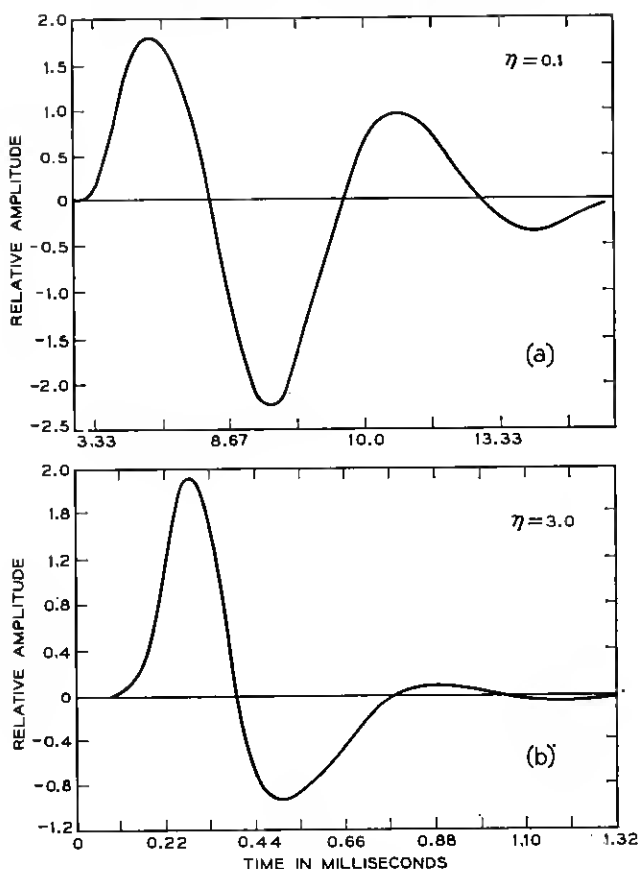 2.0
1.5
1.0
0.5
0
-0.5
-1.0
-1.5
-2.0
-2.5
RELATIVE AMPLITUDE
η = 0.1
(a)
3.33 8.67 10.0 13.33
2.0
1.8
0.8
0.4
0
-0.4
-0.8
-1.2
RELATIVE AMPLITUDE
η = 3.0
(b)
0 0.22 0.44 0.66 0.88 1.10 1.32
TIME IN MILLISECONDS